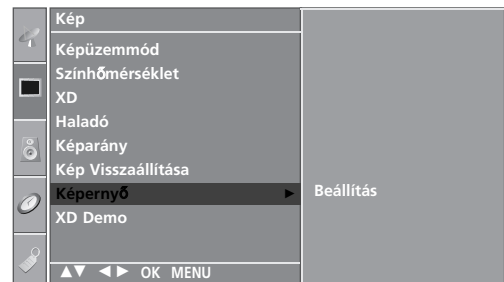 Kép
Képüzemmód
Színhőmérséklet
XD
Haladó
Képarány
Kép Visszaállítása
Képernyő ► Beállítás
XD Demo
▲▼ ◄► OK MENU